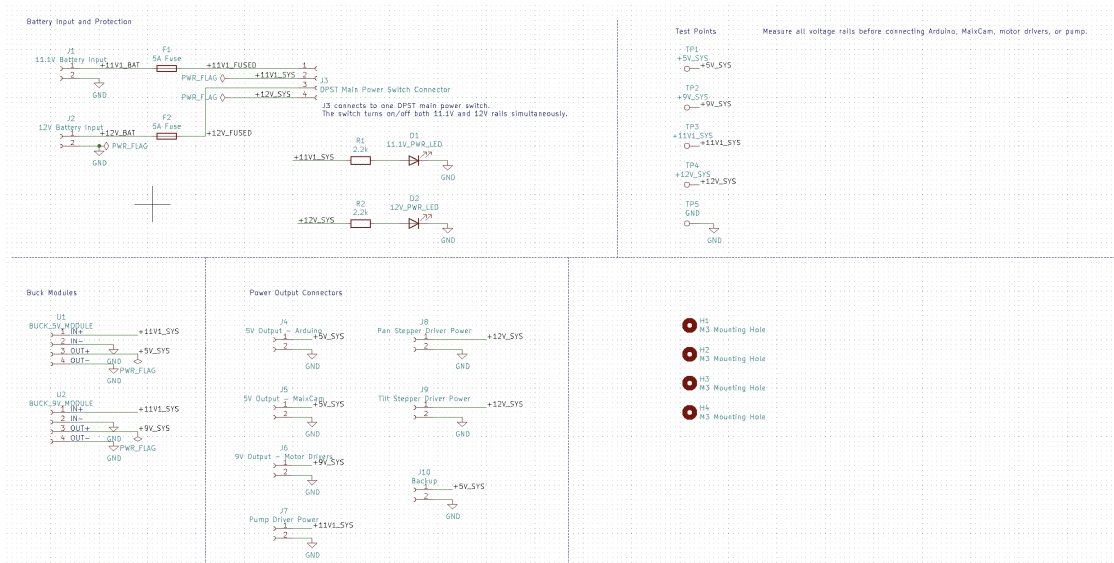 Battery Input and Protection
J1
11.1V Battery Input
1
2
+11V1_BAT
GND
F1
5A Fuse
+11V1_FUSED
1
2
3
4
PWR_FLAG
+11V1_SYS
PWR_FLAG
+12V_SYS
J3
DPST Main Power Switch Connector
J3 connects to one DPST main power switch.
The switch turns on/off both 11.1V and 12V rails simultaneously.
J2
12V Battery Input
1
2
+12V_BAT
PWR_FLAG
GND
F2
5A Fuse
+12V_FUSED
+11V1_SYS
R1
2.2k
D1
11.1V_PWR_LED
GND
+12V_SYS
R2
2.2k
D2
12V_PWR_LED
GND
Test Points
Measure all voltage rails before connecting Arduino, MaixCam, motor drivers, or pump.
TP1
+5V_SYS
+5V_SYS
TP2
+9V_SYS
+9V_SYS
TP3
+11V1_SYS
+11V1_SYS
TP4
+12V_SYS
+12V_SYS
TP5
GND
GND
Buck Modules
U1
BUCK_5V_MODULE
1 IN+
2 IN-
3 OUT+
4 OUT-
+11V1_SYS
+5V_SYS
GND
PWR_FLAG
GND
U2
BUCK_9V_MODULE
1 IN+
2 IN-
3 OUT+
4 OUT-
+11V1_SYS
+9V_SYS
GND
PWR_FLAG
GND
Power Output Connectors
J4
5V Output - Arduino
1
2
+5V_SYS
GND
J5
5V Output - MaixCam
1
2
+5V_SYS
GND
J6
9V Output - Motor Drivers
1
2
+9V_SYS
GND
J7
Pump Driver Power
1
2
+11V1_SYS
GND
J8
Pan Stepper Driver Power
1
2
+12V_SYS
GND
J9
Tilt Stepper Driver Power
1
2
+12V_SYS
GND
J10
Backup
1
2
+5V_SYS
GND
H1
M3 Mounting Hole
H2
M3 Mounting Hole
H3
M3 Mounting Hole
H4
M3 Mounting Hole